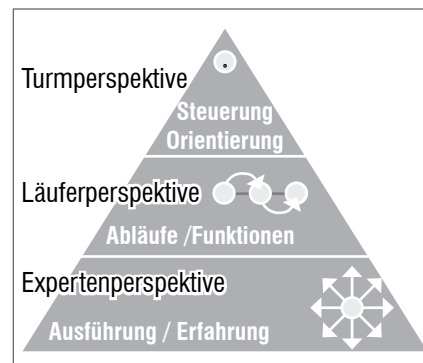 Turmperspektive
Steuerung
Orientierung
Läuferperspektive
Abläufe /Funktionen
Expertenperspektive
Ausführung / Erfahrung